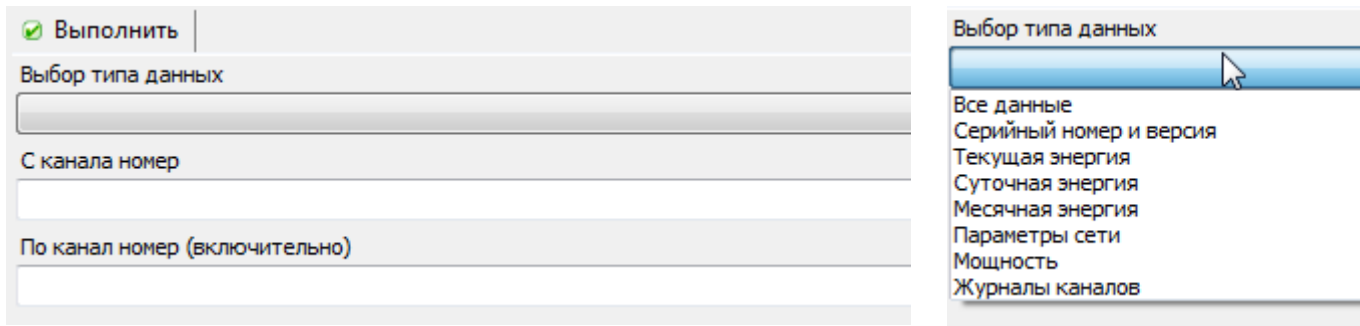 Выполнить
Выбор типа данных
С канала номер
По канал номер (включительно)
Выбор типа данных
Все данные
Серийный номер и версия
Текущая энергия
Суточная энергия
Месячная энергия
Параметры сети
Мощность
Журналы каналов